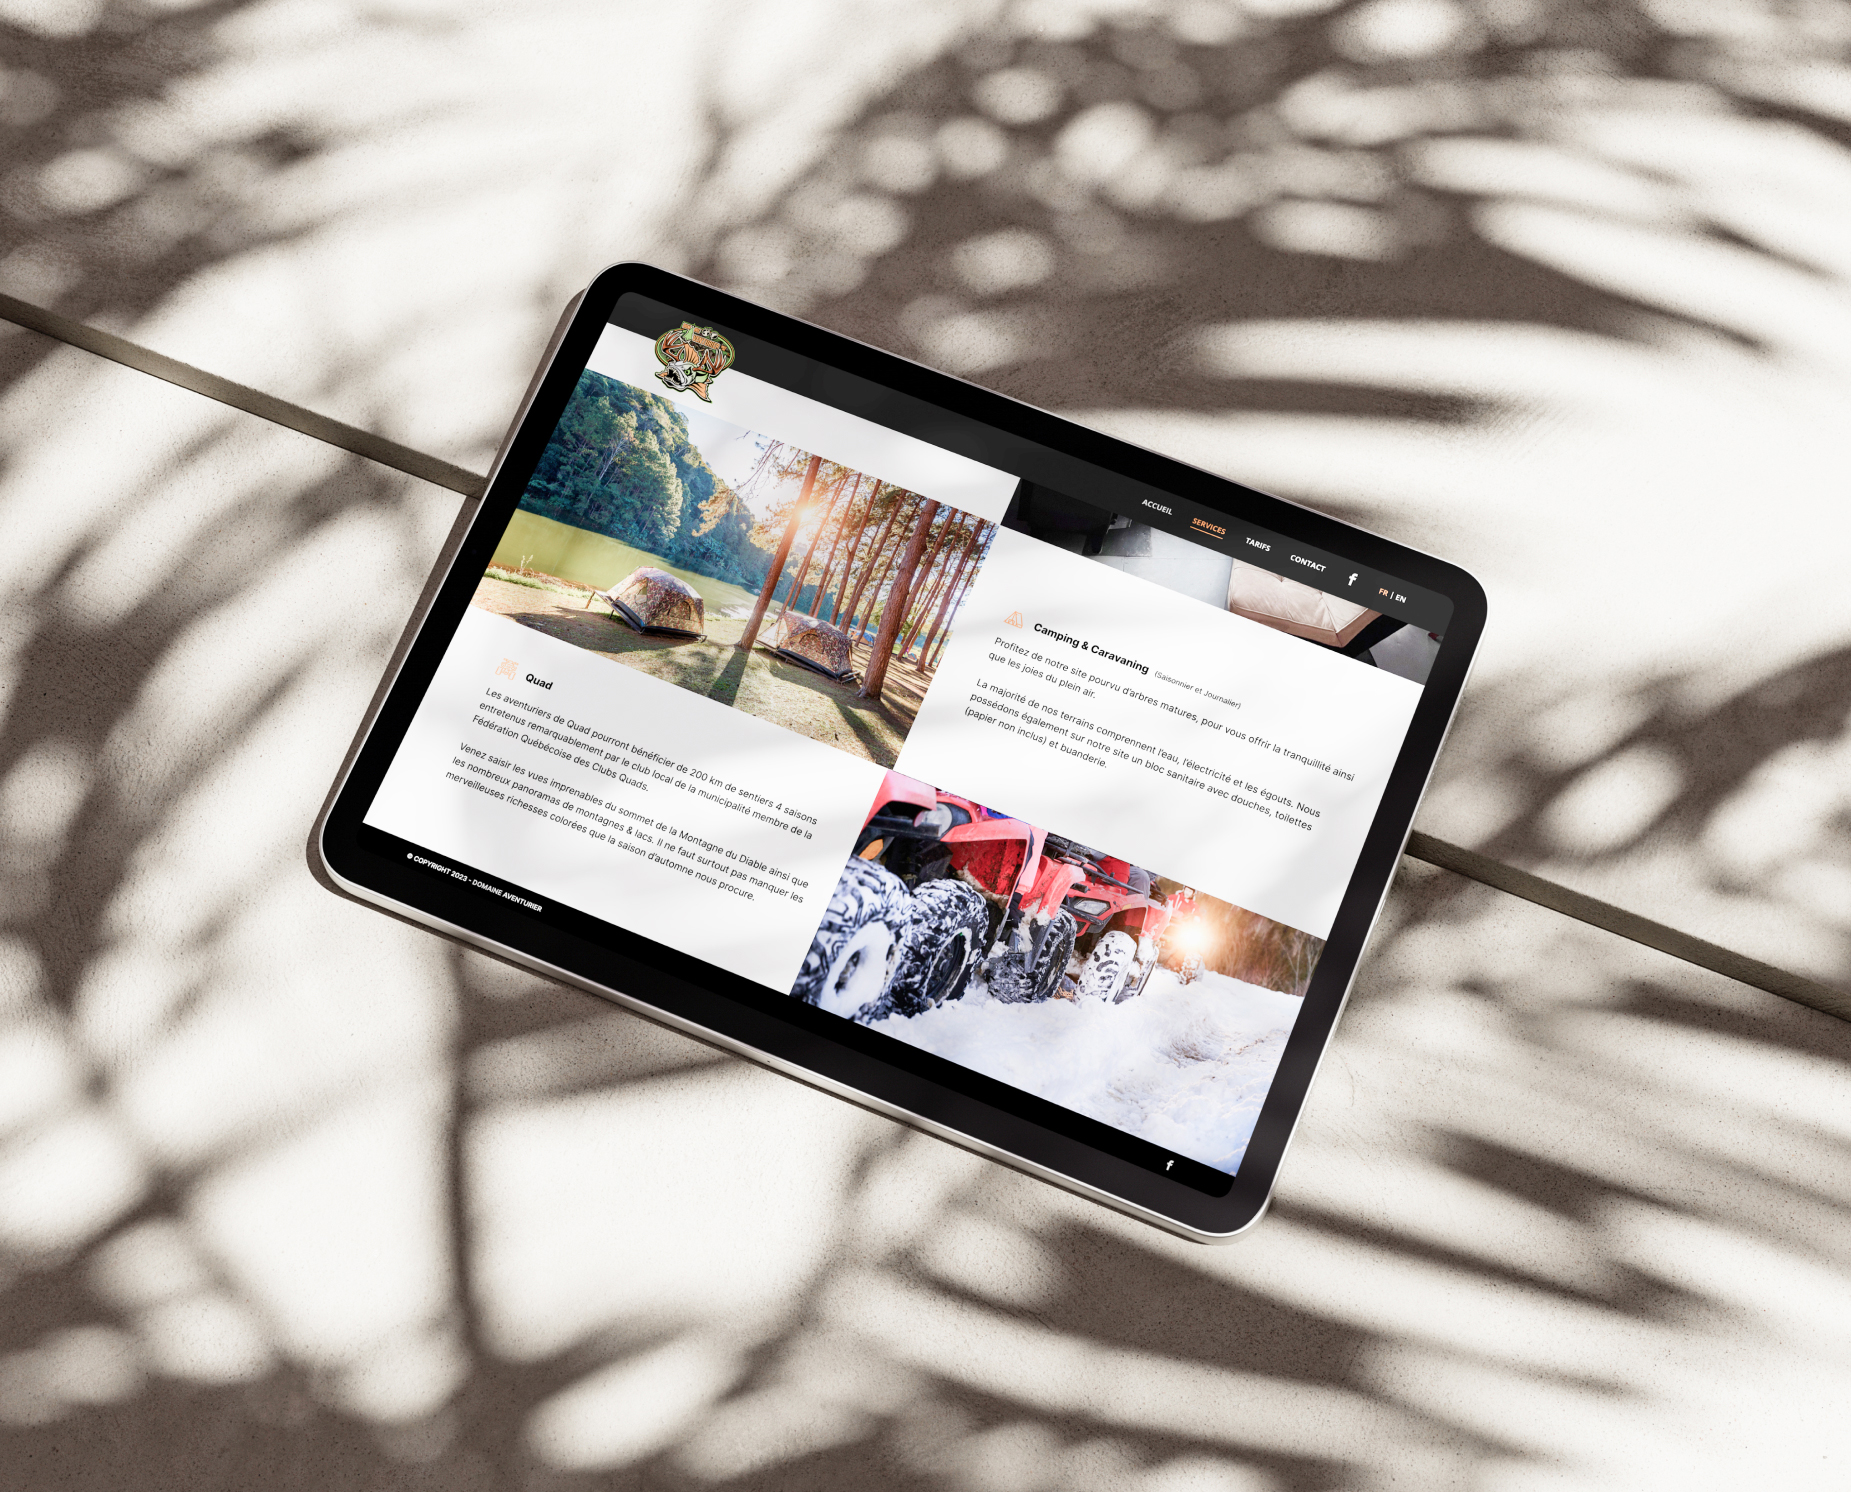 ACCUEIL
SERVICES
TARIFS
CONTACT
f
FR | EN
Camping & Caravaning (Saisonnier et Journalier)
Profitez de notre site pourvu d'arbres matures, pour vous offrir la tranquillité ainsi
que les joies du plein air.
La majorité de nos terrains comprennent l'eau, l'électricité et les égouts. Nous
possédons également sur notre site un bloc sanitaire avec douches, toilettes
(papier non inclus) et buanderie.
Quad
Les aventuriers de Quad pourront bénéficier de 200 km de sentiers 4 saisons
entretenus remarquablement par le club local de la municipalité membre de la
Fédération Québécoise des Clubs Quads.
Venez saisir les vues imprenables du sommet de la Montagne du Diable ainsi que
les nombreux panoramas de montagnes & lacs. Il ne faut surtout pas manquer les
merveilleuses richesses colorées que la saison d'automne nous procure.
© COPYRIGHT 2023 - DOMAINE AVENTURIER
f